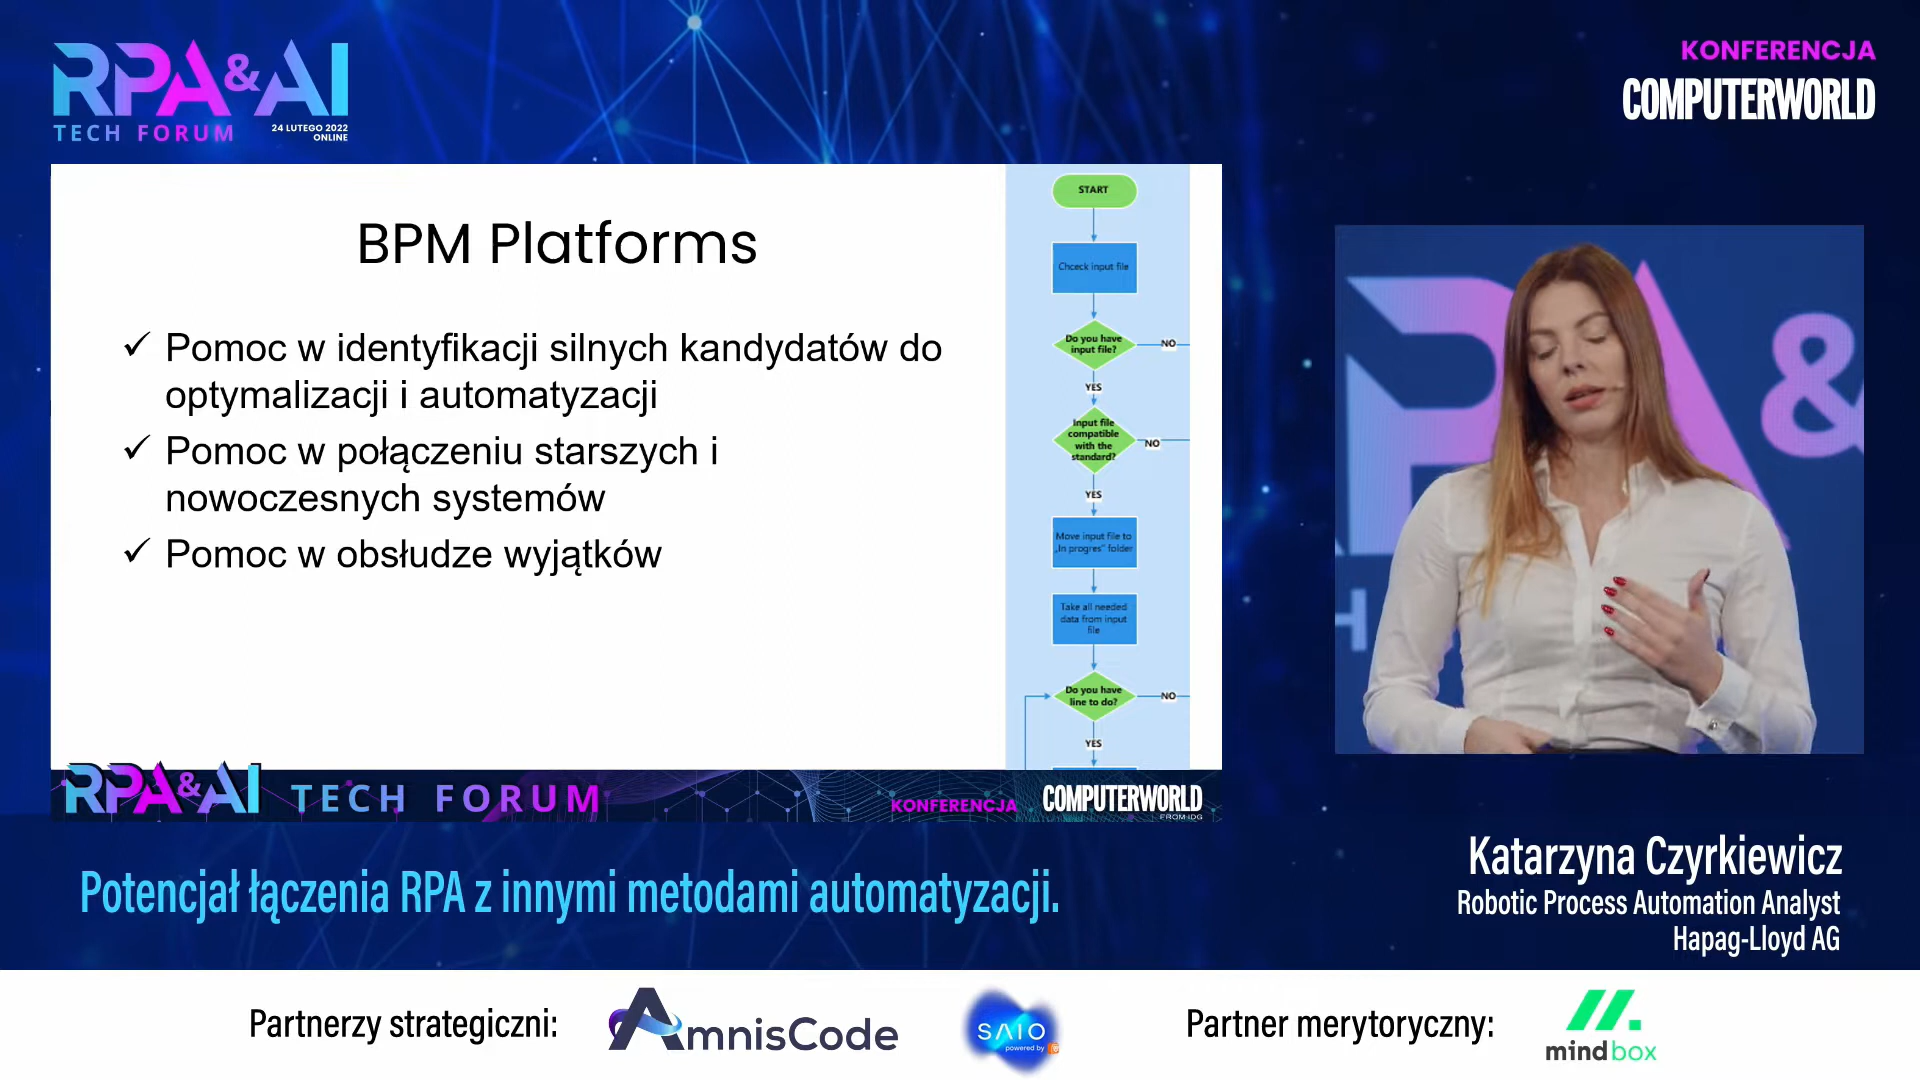 RPA&AI
TECH FORUM
24 LUTEGO 2022
ONLINE
KONFERENCJA
COMPUTERWORLD
BPM Platforms
✓ Pomoc w identyfikacji silnych kandydatów do
optymalizacji i automatyzacji
✓ Pomoc w połączeniu starszych i
nowoczesnych systemów
✓ Pomoc w obsłudze wyjątków
START
Chceck input file
Do you have
input file?
NO
YES
Input file
compatible
with the
standard?
NO
YES
Move input file to
„In progres" folder
Take all needed
data from input
file
Do you have
line to do?
NO
YES
PA&
H
RPA&AI TECH FORUM
KONFERENCJA COMPUTERWORLD
FROM IDG
Potencjał łączenia RPA z innymi metodami automatyzacji.
Katarzyna Czyrkiewicz
Robotic Process Automation Analyst
Hapag-Lloyd AG
Partnerzy strategiczni:
AmnisCode
SAIO
powered by
Partner merytoryczny:
mindbox